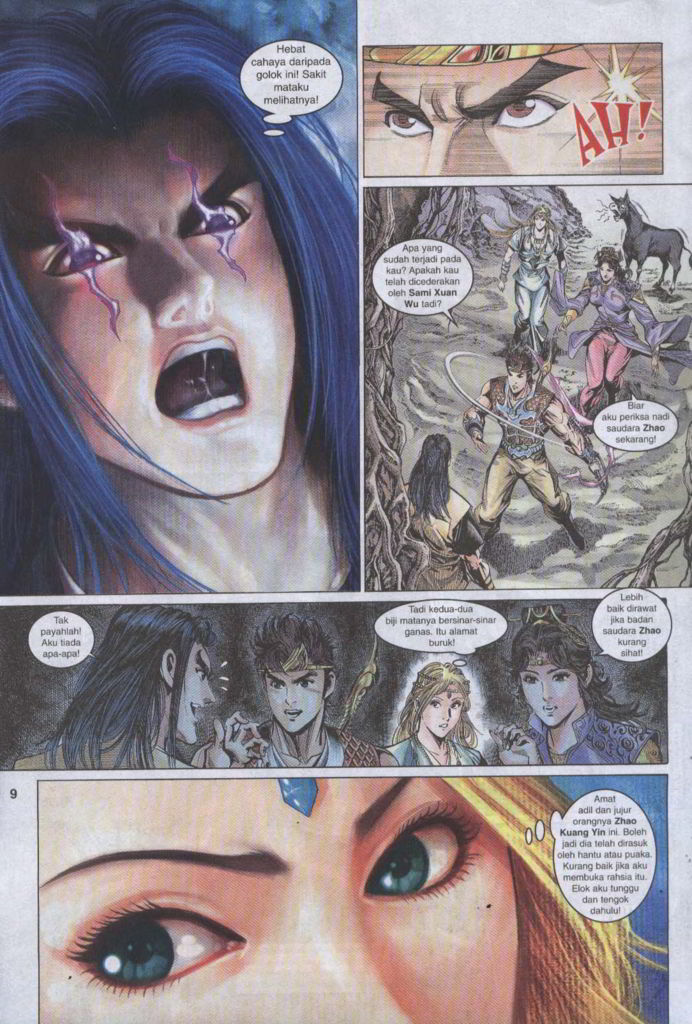 Hebat
cahaya daripada
golok ini! Sakit
mataku
melihatnya!
AH!
Apa yang
sudah terjadi pada
kau? Apakah kau
telah dicederakan
oleh Sami Xuan
Wu tadi?
Biar
aku periksa nadi
saudara Zhao
sekarang!
Tak
payahlah!
Aku tiada
apa-apa!
Tadi kedua-dua
biji matanya bersinar-sinar
ganas. Itu alamat
buruk!
Lebih
baik dirawat
jika badan
saudara Zhao
kurang
sihat!
9
Amat
adil dan jujur
orangnya Zhao
Kuang Yin ini. Boleh
jadi dia telah dirasuk
oleh hantu atau puaka.
Kurang baik jika aku
membuka rahsia itu.
Elok aku tunggu
dan tengok
dahulu!